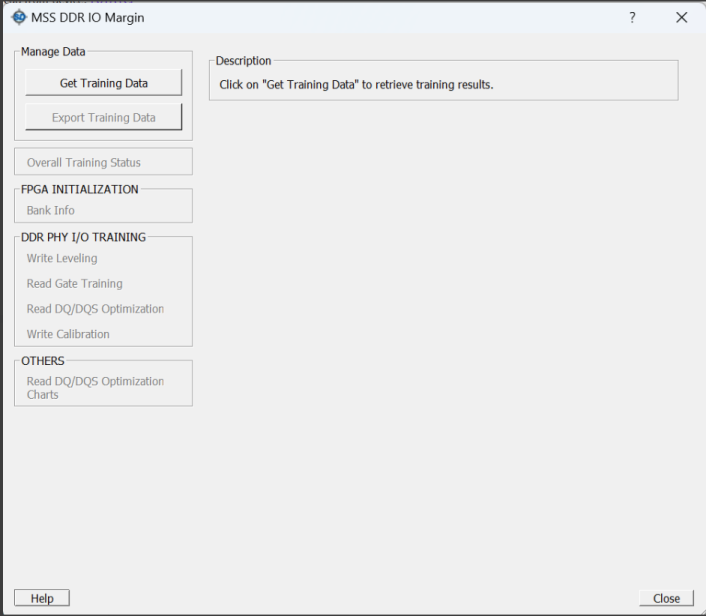 MSS DDR IO Margin
?
Manage Data
Get Training Data
Export Training Data
Description
Click on "Get Training Data" to retrieve training results.
Overall Training Status
FPGA INITIALIZATION
Bank Info
DDR PHY I/O TRAINING
Write Leveling
Read Gate Training
Read DQ/DQS Optimization
Write Calibration
OTHERS
Read DQ/DQS Optimization
Charts
Help
Close